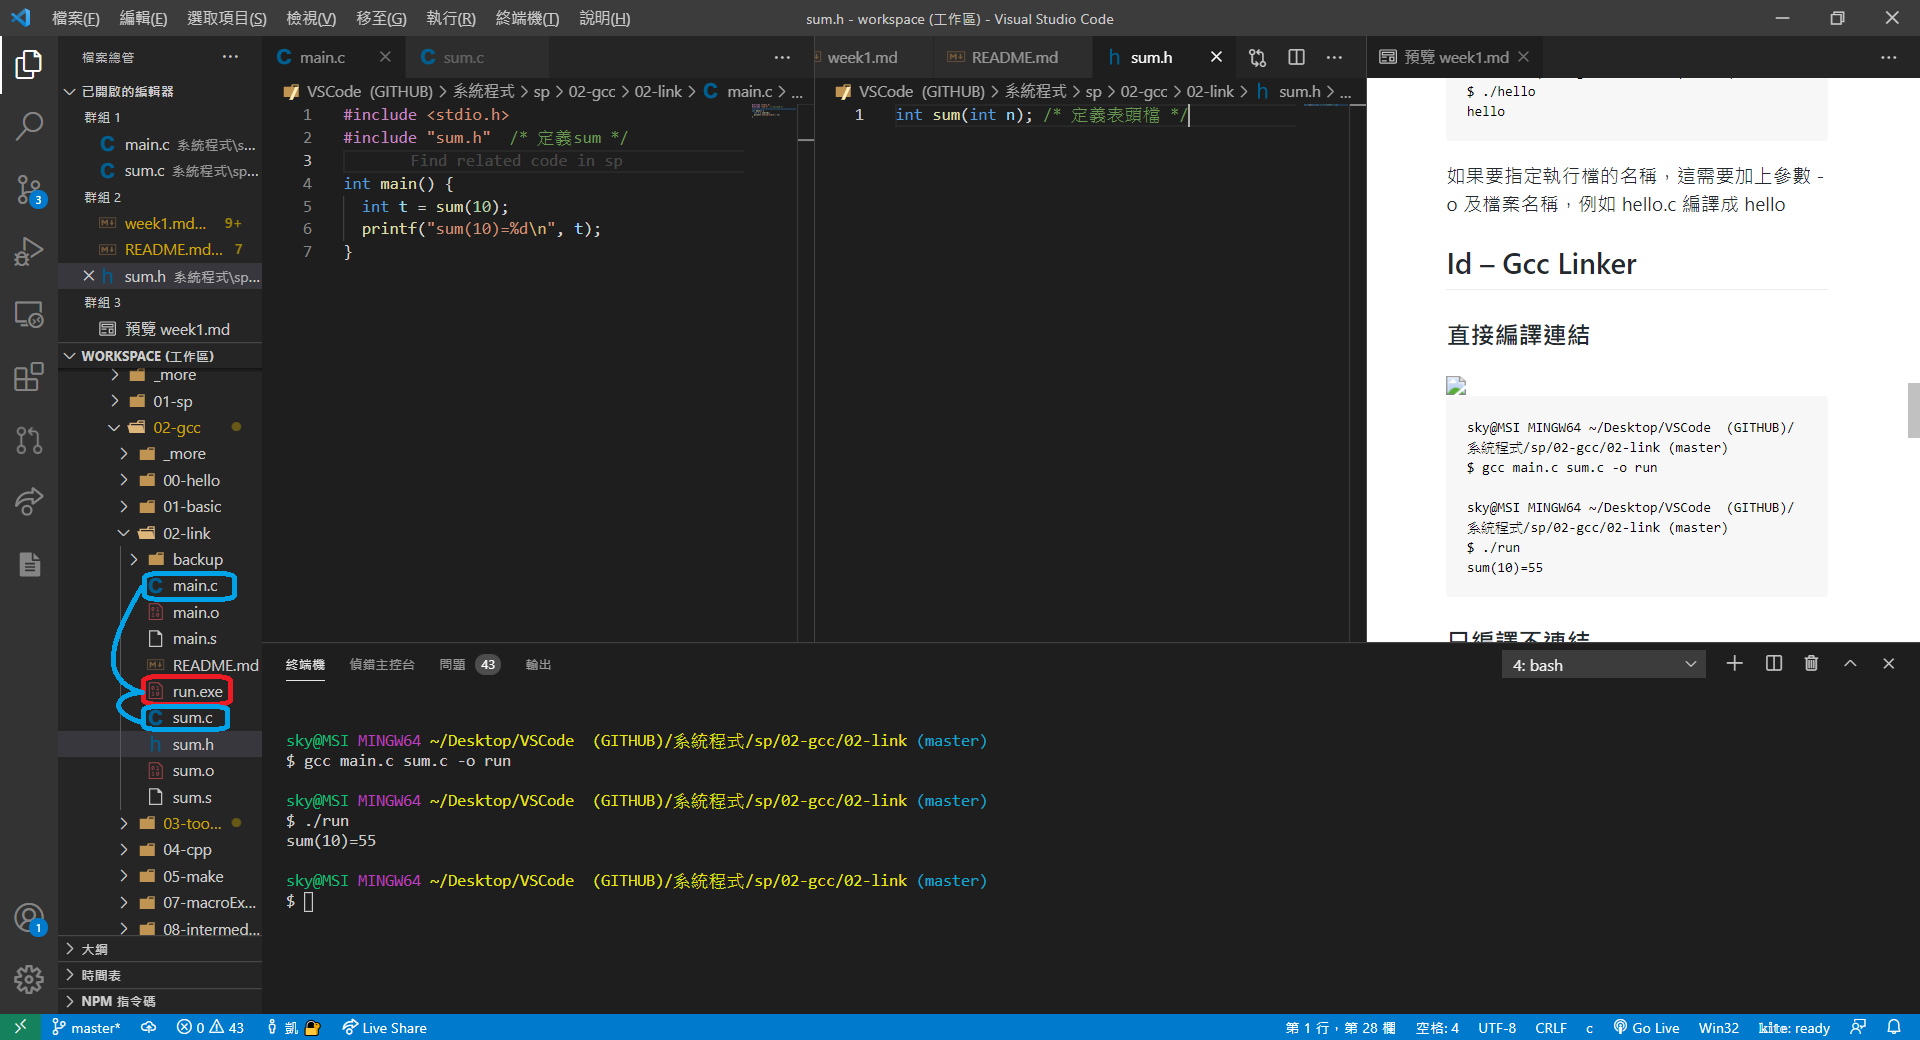 檔案(F) 編輯(E) 選取項目(S) 檢視(V) 移至(G) 執行(R) 終端機(T) 說明(H)
sum.h - workspace (工作區) - Visual Studio Code
檔案總管
已開啟的編輯器
群組 1
main.c 系統程式\s...
sum.c 系統程式\sp...
群組 2
week1.md... 9+
README.md... 7
sum.h 系統程式\sp...
群組 3
預覽 week1.md
WORKSPACE (工作區)
_more
01-sp
02-gcc
_more
00-hello
01-basic
02-link
backup
main.c
main.o
main.s
README.md
run.exe
sum.c
sum.h
sum.o
sum.s
03-too...
04-cpp
05-make
07-macroEx...
08-intermed...
大綱
時間表
NPM 指令碼
3
1
main.c
sum.c
VSCode (GITHUB) > 系統程式 > sp > 02-gcc > 02-link > main.c > ...
1 #include <stdio.h>
2 #include "sum.h" /* 定義sum */
3 Find related code in sp
4 int main() {
5 int t = sum(10);
6 printf("sum(10)=%d\n", t);
7 }
week1.md
README.md
sum.h
VSCode (GITHUB) > 系統程式 > sp > 02-gcc > 02-link > sum.h > ...
1 int sum(int n); /* 定義表頭檔 */
預覽 week1.md
$ ./hello
hello
如果要指定執行檔的名稱，這需要加上參數 -
o 及檔案名稱，例如 hello.c 編譯成 hello
ld – Gcc Linker
直接編譯連結
sky@MSI MINGW64 ~/Desktop/VSCode (GITHUB)/
系統程式/sp/02-gcc/02-link (master)
$ gcc main.c sum.c -o run
sky@MSI MINGW64 ~/Desktop/VSCode (GITHUB)/
系統程式/sp/02-gcc/02-link (master)
$ ./run
sum(10)=55
只編譯不連結
終端機 偵錯主控台 問題 43 輸出
4: bash
sky@MSI MINGW64 ~/Desktop/VSCode (GITHUB)/系統程式/sp/02-gcc/02-link (master)
$ gcc main.c sum.c -o run
sky@MSI MINGW64 ~/Desktop/VSCode (GITHUB)/系統程式/sp/02-gcc/02-link (master)
$ ./run
sum(10)=55
sky@MSI MINGW64 ~/Desktop/VSCode (GITHUB)/系統程式/sp/02-gcc/02-link (master)
$
master* 0 43 凱 Live Share
第 1 行，第 28 欄 空格: 4 UTF-8 CRLF c Go Live Win32 kite: ready